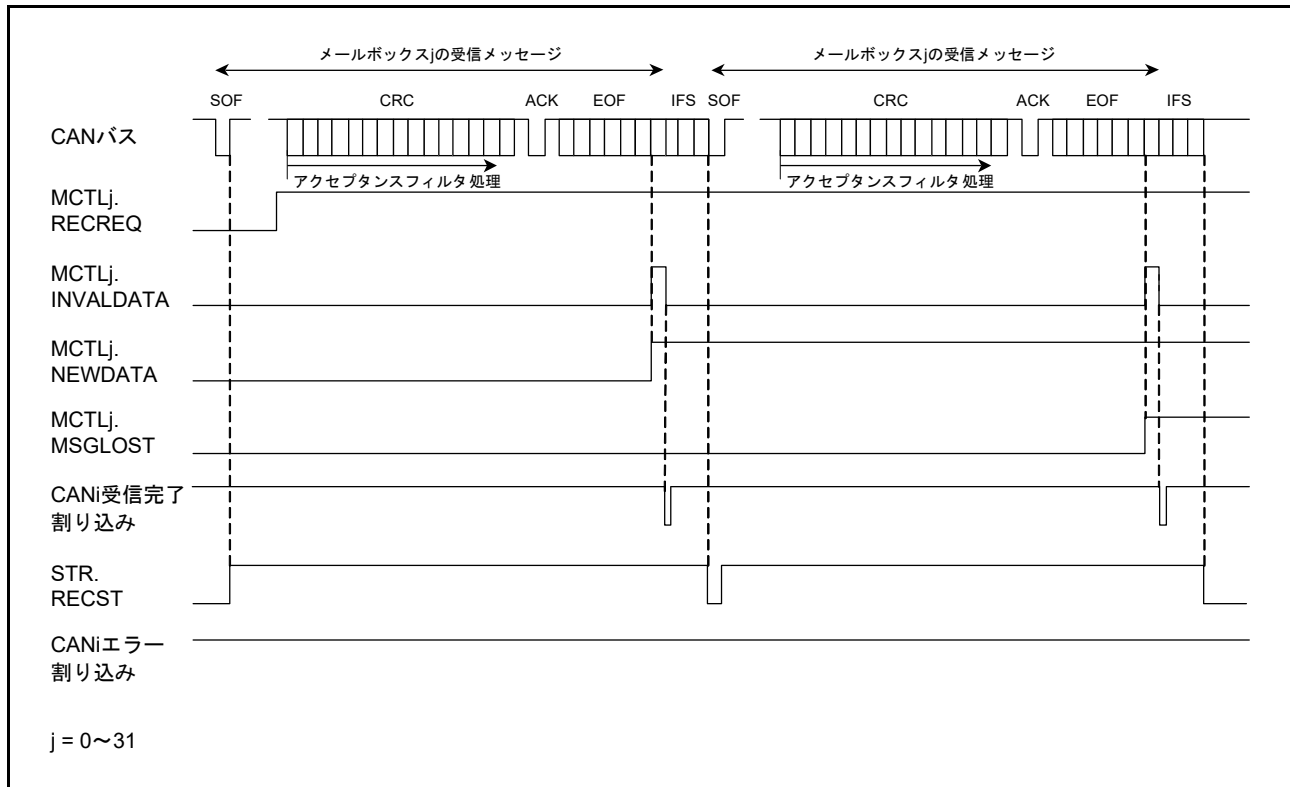 メールボックスjの受信メッセージ メールボックスjの受信メッセージ
SOF CRC ACK EOF IFS SOF CRC ACK EOF IFS
CANバス
アクセプタンスフィルタ処理 アクセプタンスフィルタ処理
MCTLj.
RECREQ
MCTLj.
INVALDATA
MCTLj.
NEWDATA
MCTLj.
MSGLOST
CANi受信完了
割り込み
STR.
RECST
CANiエラー
割り込み
j = 0～31